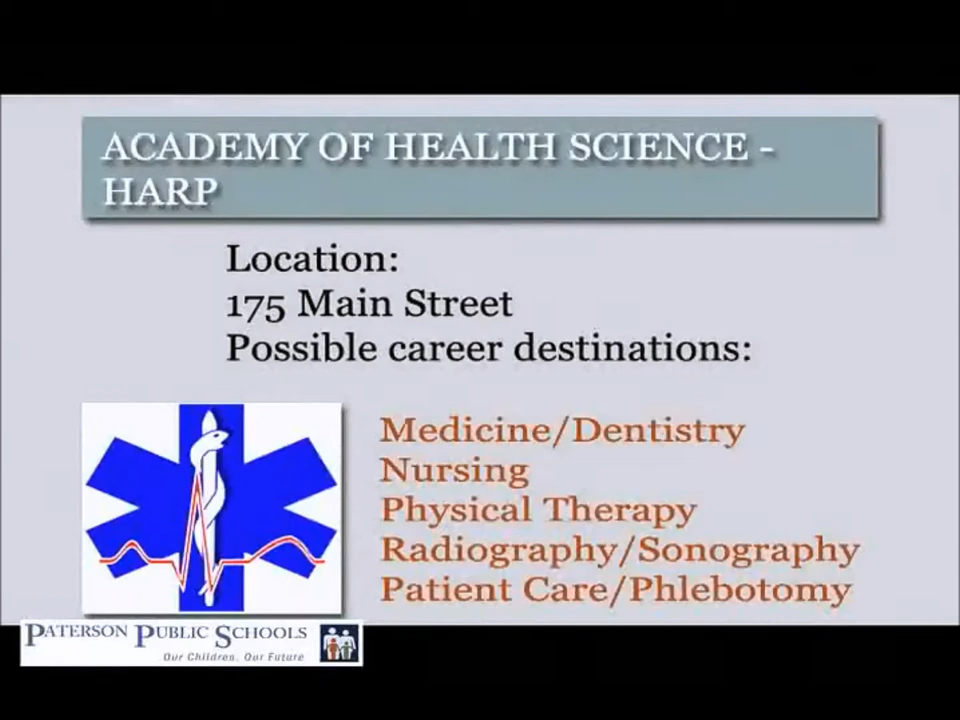 ACADEMY OF HEALTH SCIENCE -
HARP
Location:
175 Main Street
Possible career destinations:
Medicine/Dentistry
Nursing
Physical Therapy
Radiography/Sonography
Patient Care/Phlebotomy
PATERSON PUBLIC SCHOOLS
Our Children, Our Future